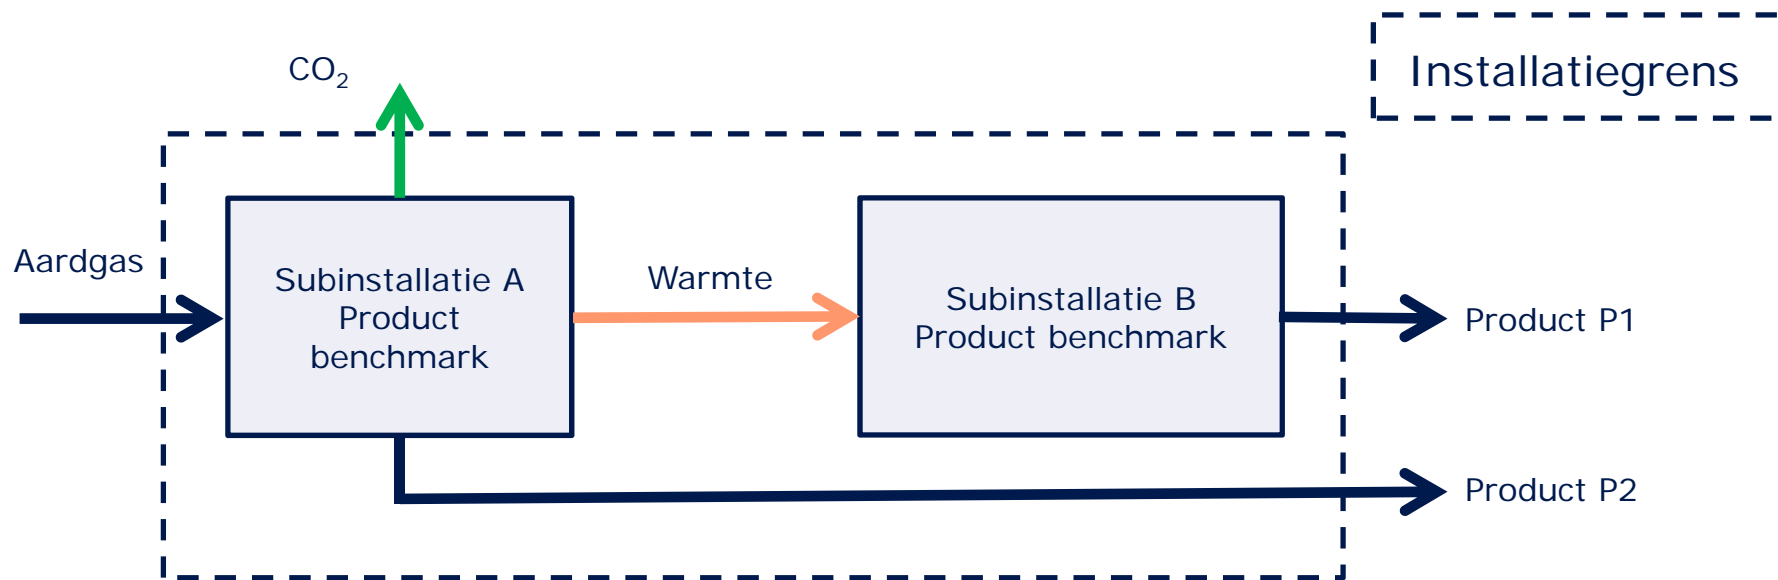 CO₂
Installatiegrens
Aardgas
Subinstallatie A
Product
benchmark
Warmte
Subinstallatie B
Product benchmark
Product P1
Product P2